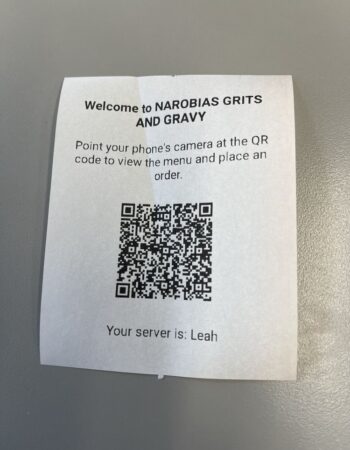 Welcome to NAROBIAS GRITS
AND GRAVY
Point your phone's camera at the QR
code to view the menu and place an
order.
Your server is: Leah